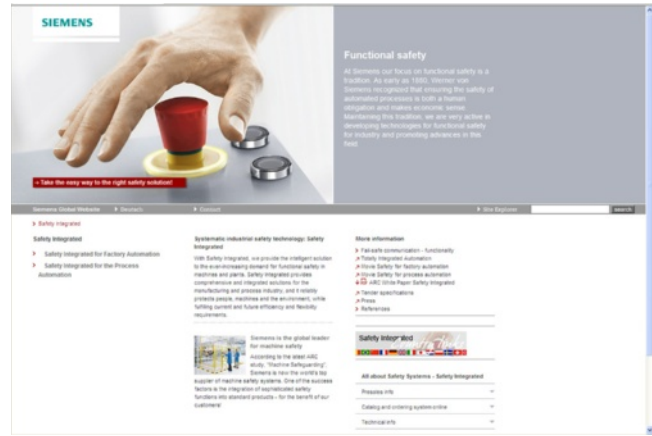 SIEMENS
Functional safety
At Siemens our focus on functional safety is a
tradition. As early as 1880, Werner von
Siemens recognized that ensuring the safety of
automated processes is both a human
obligation and makes economic sense.
Maintaining this tradition, we are very active in
developing technologies for functional safety
for industry and promoting advances in this
field.
Take the easy way to the right safety solution!
Siemens Global Website Deutsch Contact Site Explorer search
Safety Integrated
Safety Integrated
Safety Integrated for Factory Automation
Safety Integrated for the Process
Automation
Systematic industrial safety technology: Safety
Integrated
With Safety Integrated, we provide the intelligent solution
to the ever-increasing demand for functional safety in
machines and plants. Safety Integrated provides
comprehensive and integrated solutions for the
manufacturing and process industry, and it reliably
protects people, machines and the environment, while
fulfilling current and future efficiency and flexibility
requirements.
Siemens is the global leader
for machine safety
According to the latest ARC
study, "Machine Safeguarding",
Siemens is now the world's top
supplier of machine safety systems. One of the success
factors is the integration of sophisticated safety
functions into standard products - for the benefit of our
customers!
More information
Fail-safe communication - functionality
Totally Integrated Automation
Movie Safety for factory automation
Movie Safety for process automation
ARC White Paper Safety Integrated
Tender specifications
Press
References
Safety Integrated
All about Safety Systems - Safety Integrated
Presales info
Catalog and ordering system online
Technical info